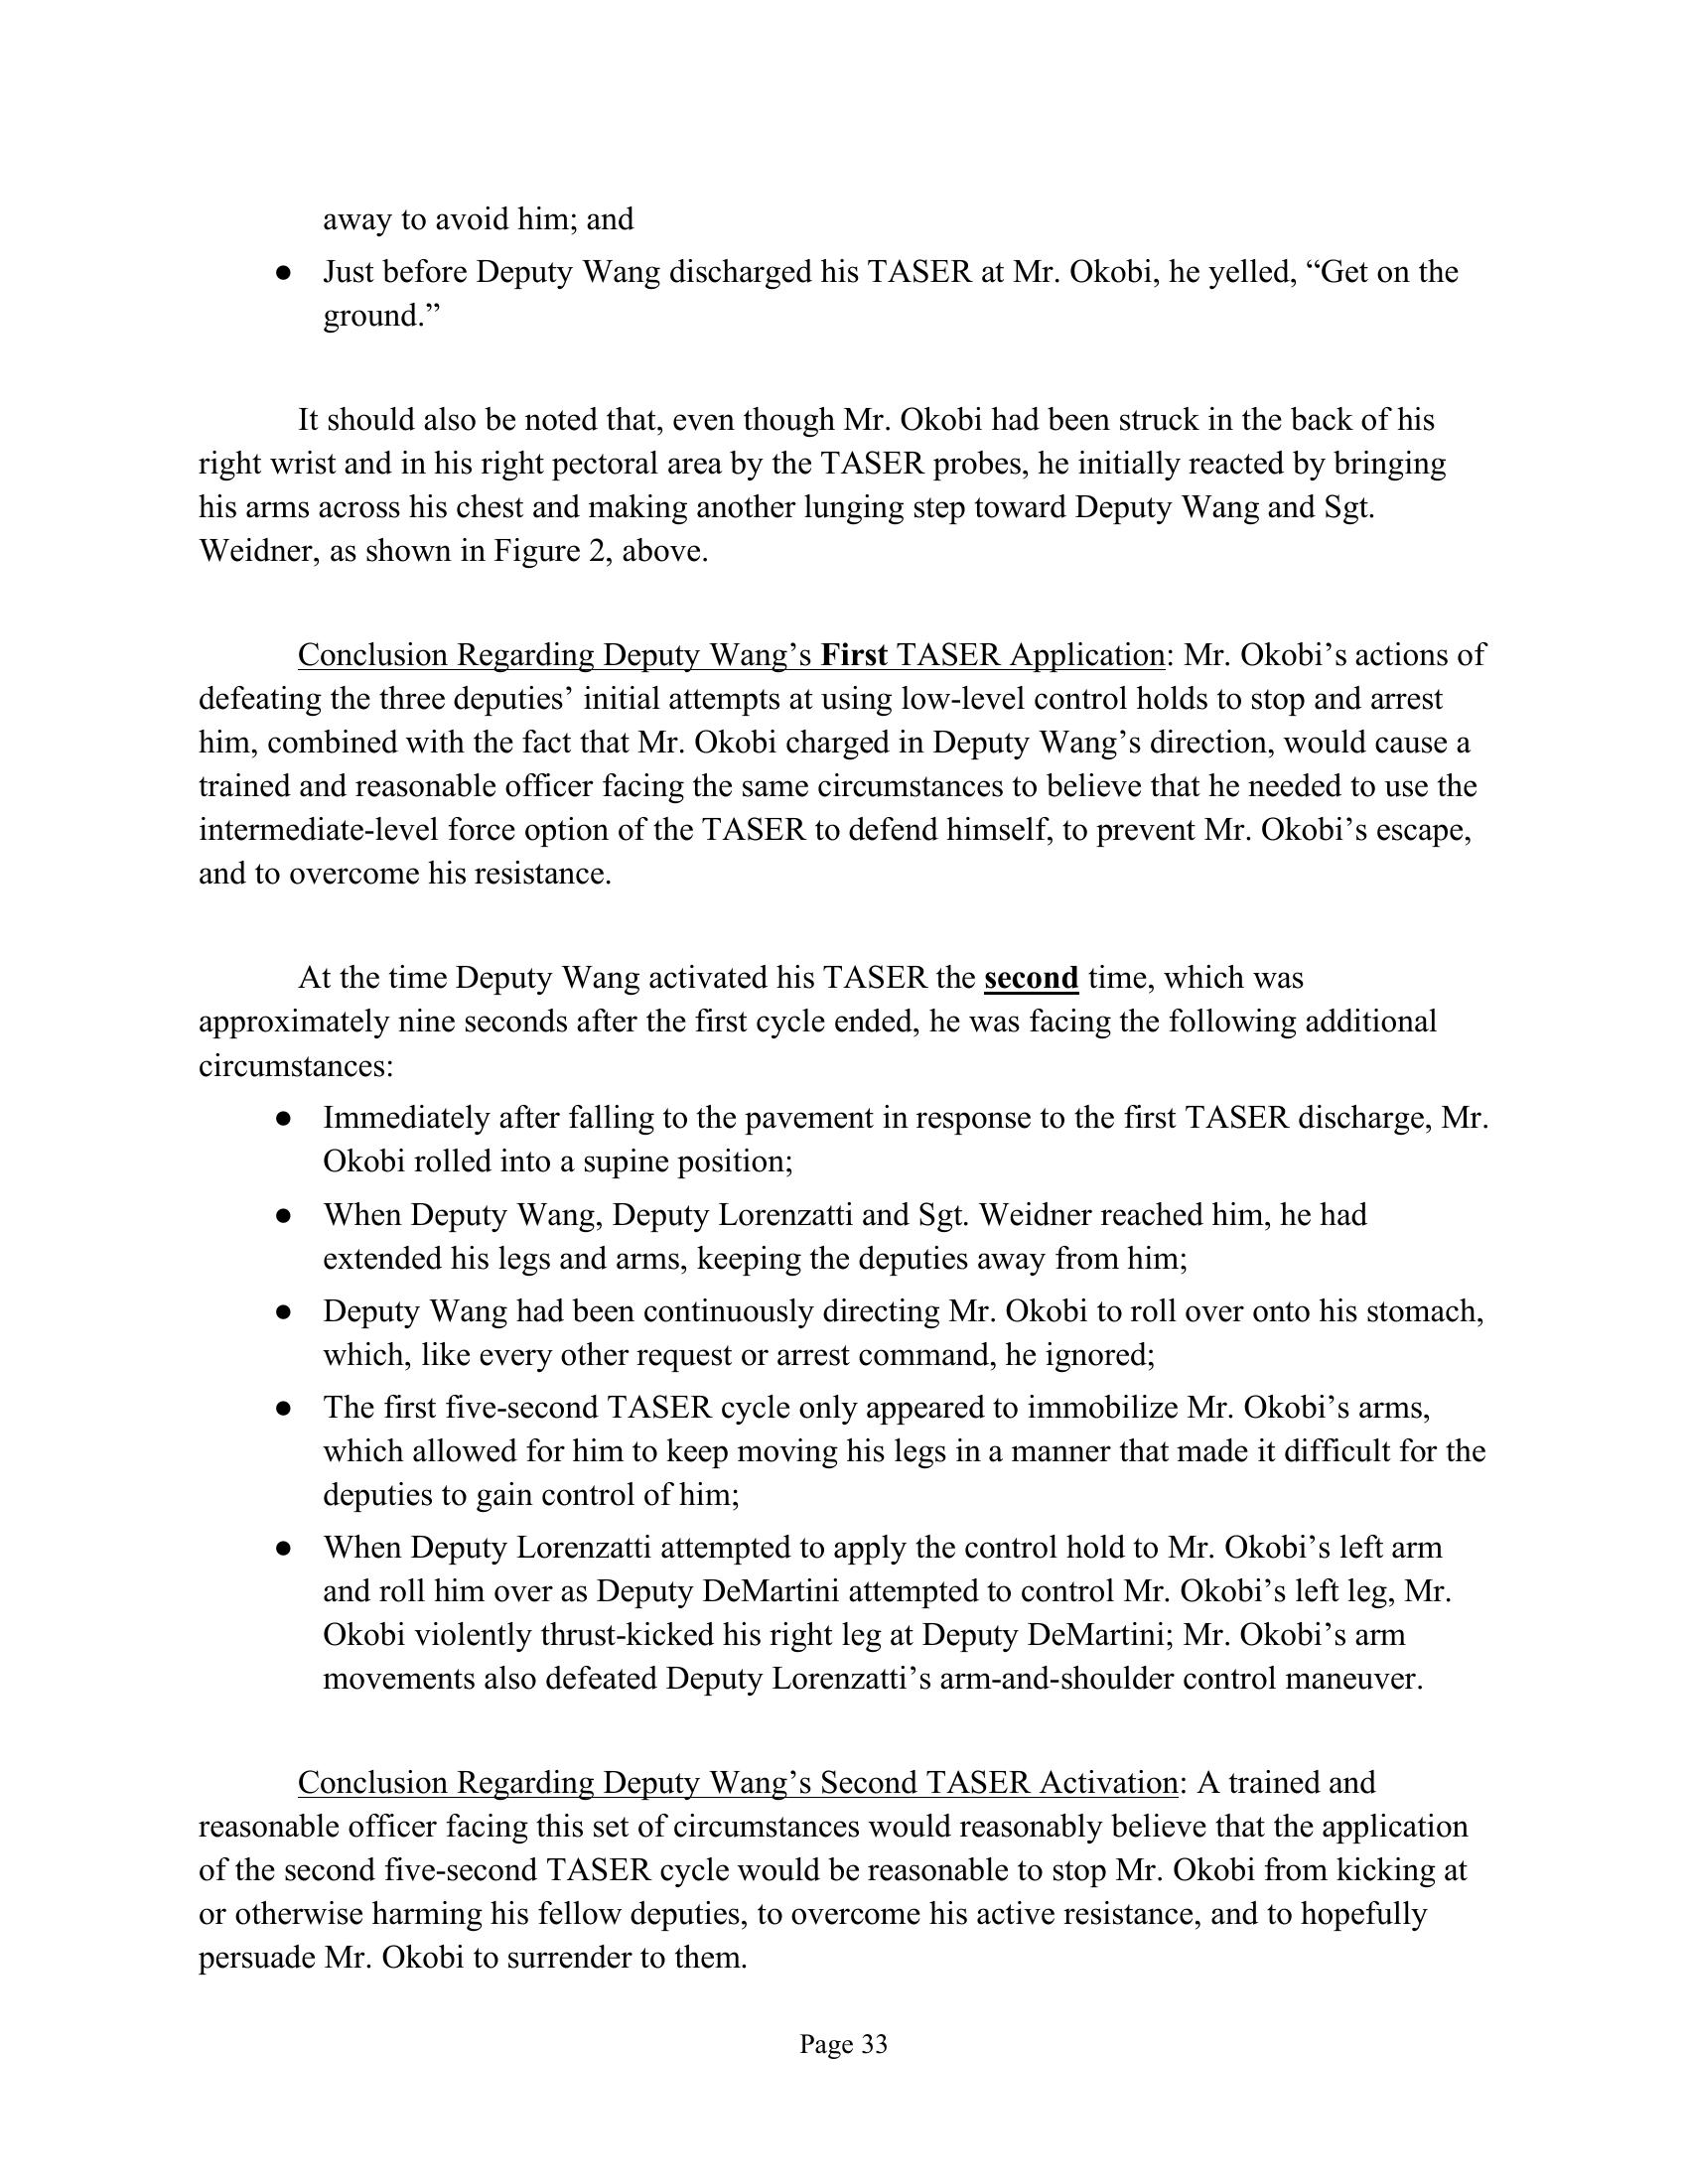 away to avoid him; and
● Just before Deputy Wang discharged his TASER at Mr. Okobi, he yelled, “Get on the
ground.”
It should also be noted that, even though Mr. Okobi had been struck in the back of his
right wrist and in his right pectoral area by the TASER probes, he initially reacted by bringing
his arms across his chest and making another lunging step toward Deputy Wang and Sgt.
Weidner, as shown in Figure 2, above.
Conclusion Regarding Deputy Wang’s First TASER Application: Mr. Okobi’s actions of
defeating the three deputies’ initial attempts at using low-level control holds to stop and arrest
him, combined with the fact that Mr. Okobi charged in Deputy Wang’s direction, would cause a
trained and reasonable officer facing the same circumstances to believe that he needed to use the
intermediate-level force option of the TASER to defend himself, to prevent Mr. Okobi’s escape,
and to overcome his resistance.
At the time Deputy Wang activated his TASER the second time, which was
approximately nine seconds after the first cycle ended, he was facing the following additional
circumstances:
● Immediately after falling to the pavement in response to the first TASER discharge, Mr.
Okobi rolled into a supine position;
● When Deputy Wang, Deputy Lorenzatti and Sgt. Weidner reached him, he had
extended his legs and arms, keeping the deputies away from him;
● Deputy Wang had been continuously directing Mr. Okobi to roll over onto his stomach,
which, like every other request or arrest command, he ignored;
● The first five-second TASER cycle only appeared to immobilize Mr. Okobi’s arms,
which allowed for him to keep moving his legs in a manner that made it difficult for the
deputies to gain control of him;
● When Deputy Lorenzatti attempted to apply the control hold to Mr. Okobi’s left arm
and roll him over as Deputy DeMartini attempted to control Mr. Okobi’s left leg, Mr.
Okobi violently thrust-kicked his right leg at Deputy DeMartini; Mr. Okobi’s arm
movements also defeated Deputy Lorenzatti’s arm-and-shoulder control maneuver.
Conclusion Regarding Deputy Wang’s Second TASER Activation: A trained and
reasonable officer facing this set of circumstances would reasonably believe that the application
of the second five-second TASER cycle would be reasonable to stop Mr. Okobi from kicking at
or otherwise harming his fellow deputies, to overcome his active resistance, and to hopefully
persuade Mr. Okobi to surrender to them.
Page 33